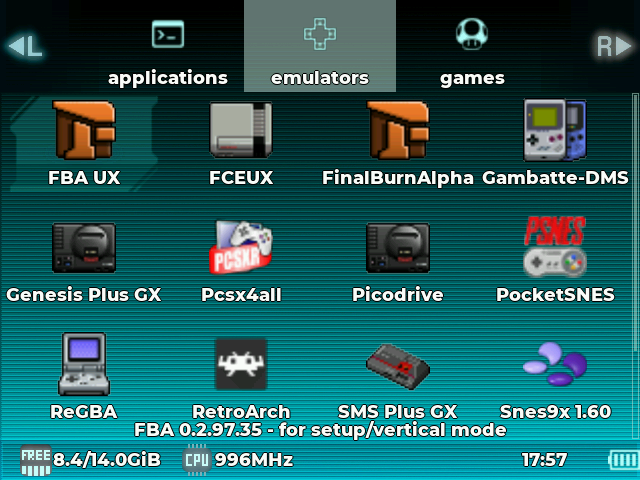 L
R
applications emulators games
FBA UX FCEUX FinalBurnAlpha Gambatte-DMS
Genesis Plus GX Pcsx4all Picodrive PocketSNES
PCSXR
PSNES
ReGBA RetroArch SMS Plus GX Snes9x 1.60
FBA 0.2.97.35 - for setup/vertical mode
FREE 8.4/14.0GiB CPU 996MHz 17:57